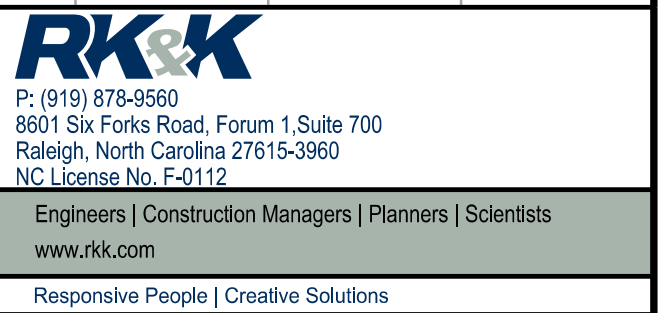 RK&K
P: (919) 878-9560
8601 Six Forks Road, Forum 1,Suite 700
Raleigh, North Carolina 27615-3960
NC License No. F-0112
Engineers | Construction Managers | Planners | Scientists
www.rkk.com
Responsive People | Creative Solutions